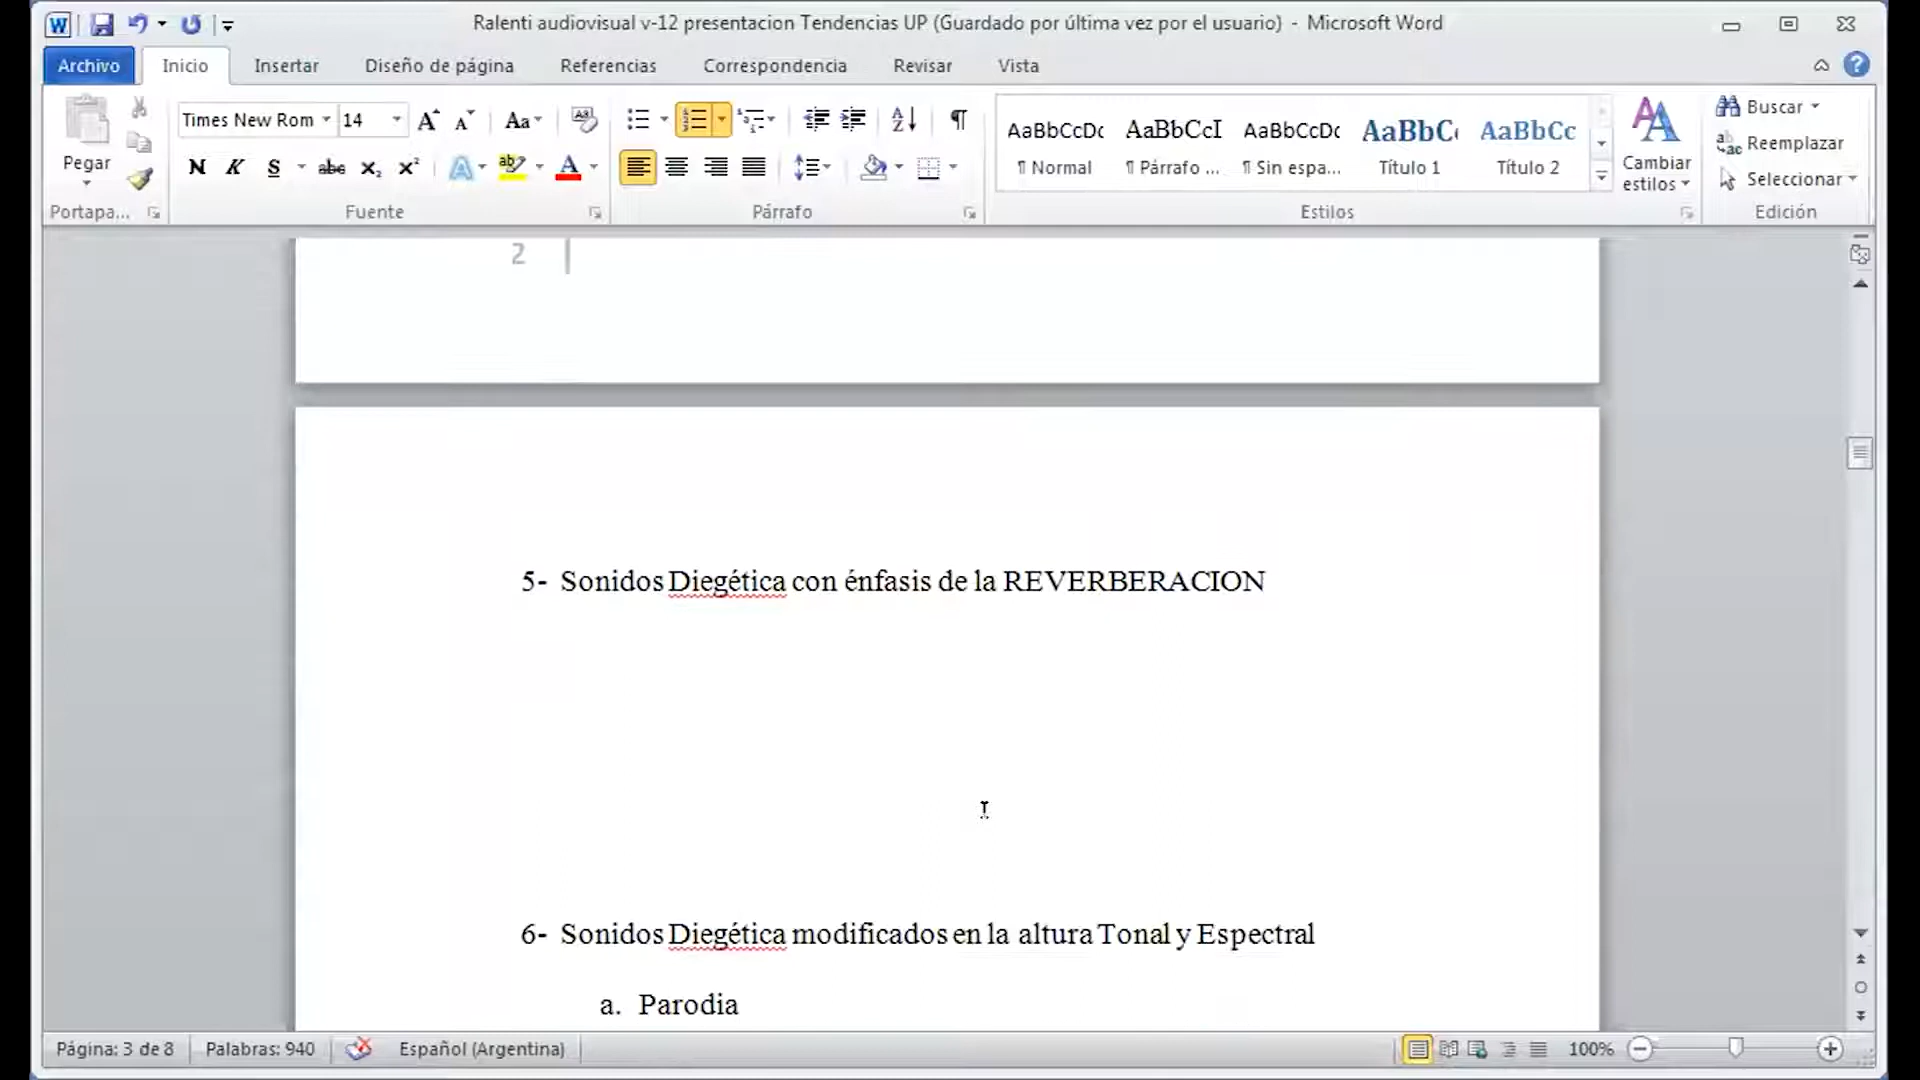 Ralenti audiovisual v-12 presentacion Tendencias UP (Guardado por última vez por el usuario) - Microsoft Word
Archivo Inicio Insertar Diseño de página Referencias Correspondencia Revisar Vista
Times New Rom 14 Aa
AaBbCcDc AaBbCcI AaBbCcDc AaBbC AaBbCc
¶ Normal ¶ Párrafo ... ¶ Sin espa... Título 1 Título 2
Pegar
N K S abc x₂ x²
Cambiar estilos
Buscar
Reemplazar
Seleccionar
Portapa... Fuente Párrafo Estilos Edición
2
5- Sonidos Diegética con énfasis de la REVERBERACION
6- Sonidos Diegética modificados en la altura Tonal y Espectral
a. Parodia
Página: 3 de 8 Palabras: 940 Español (Argentina) 100%